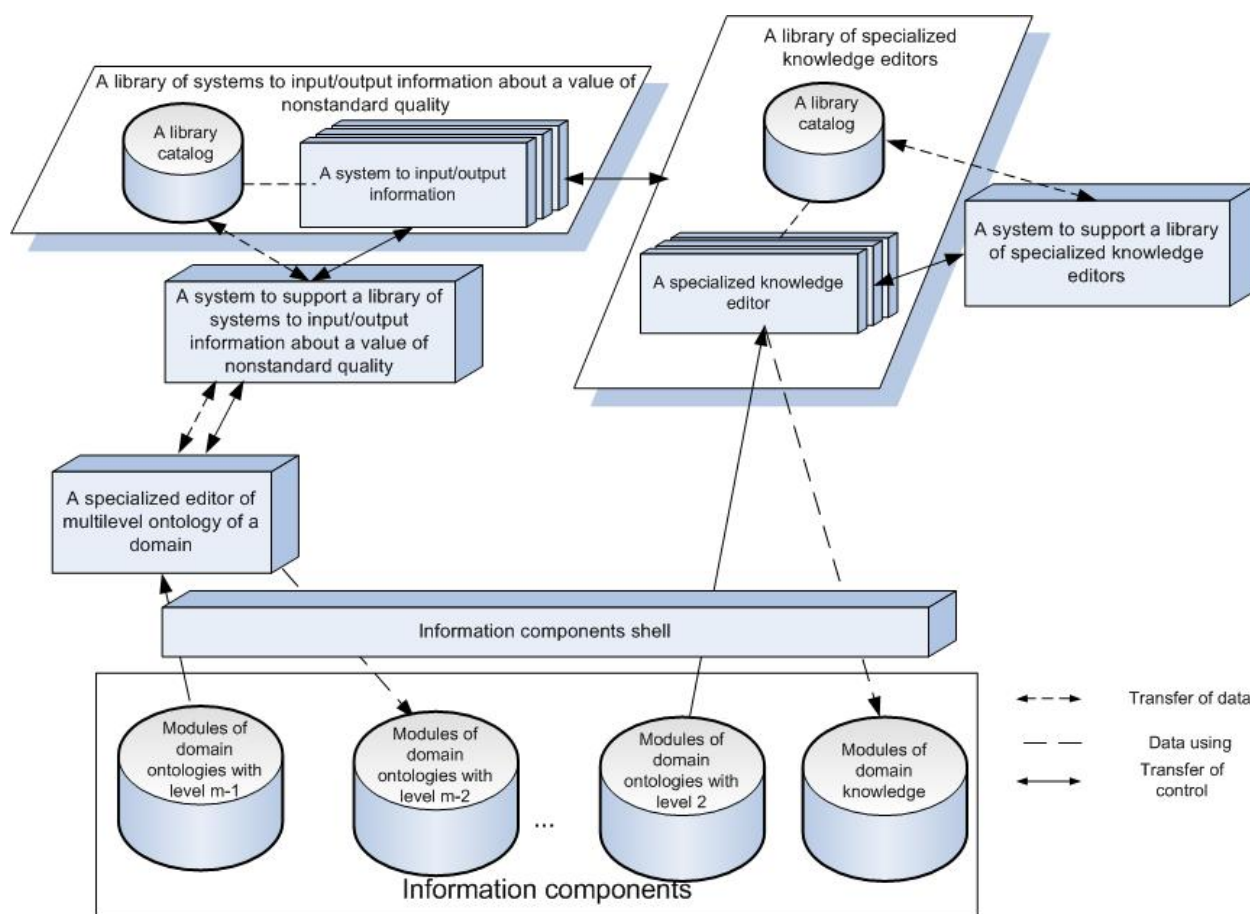 A library of specialized
knowledge editors
A library of systems to input/output information about a value of
nonstandard quality
A library
catalog
A system to input/output
information
A library
catalog
A system to support a library
of specialized knowledge
editors
A specialized knowledge
editor
A system to support a library of
systems to input/output
information about a value of
nonstandard quality
A specialized editor of
multilevel ontology of a
domain
Information components shell
Modules of
domain
ontologies with
level m-1
Modules of
domain
ontologies with
level m-2
...
Modules of
domain
ontologies with
level 2
Modules of
domain
knowledge
Information components
Transfer of data
Data using
Transfer of
control